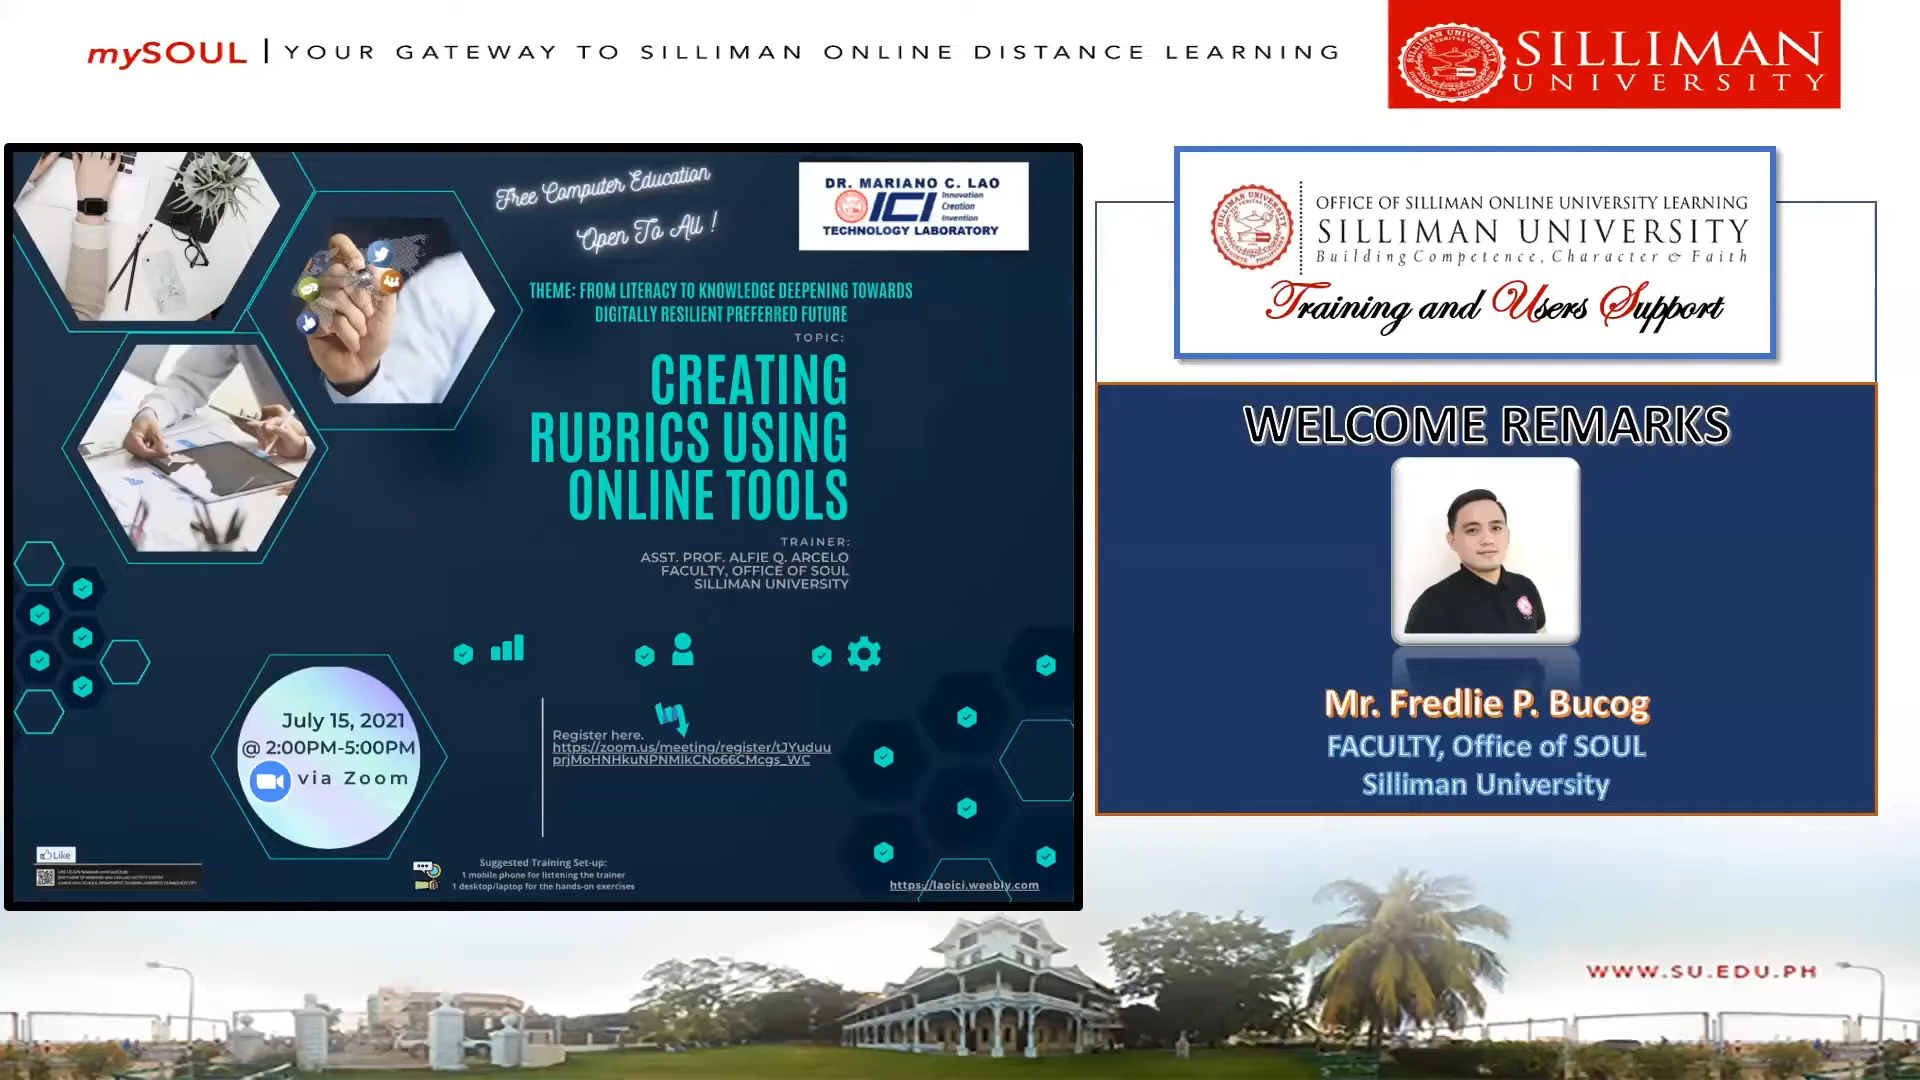 mySOUL | YOUR GATEWAY TO SILLIMAN ONLINE DISTANCE LEARNING
SILLIMAN
UNIVERSITY
Free Computer Education
Open To All !
DR. MARIANO C. LAO
ICI Innovation
Creation
Invention
TECHNOLOGY LABORATORY
THEME: FROM LITERACY TO KNOWLEDGE DEEPENING TOWARDS
DIGITALLY RESILIENT PREFERRED FUTURE
TOPIC:
CREATING
RUBRICS USING
ONLINE TOOLS
TRAINER:
ASST. PROF. ALFIE Q. ARCELO
FACULTY, OFFICE OF SOUL
SILLIMAN UNIVERSITY
July 15, 2021
@ 2:00PM-5:00PM
via Zoom
Register here.
https://zoom.us/meeting/register/tJYuduu
prjMoHNHkuNPNMlkCNo66CMcgs_WC
Like
Suggested Training Set-up:
1 mobile phone for listening the trainer
1 desktop/laptop for the hands-on exercises
https://laoici.weebly.com
OFFICE OF SILLIMAN ONLINE UNIVERSITY LEARNING
SILLIMAN UNIVERSITY
Building Competence, Character & Faith
Training and Users Support
WELCOME REMARKS
Mr. Fredlie P. Bucog
FACULTY, Office of SOUL
Silliman University
WWW.SU.EDU.PH